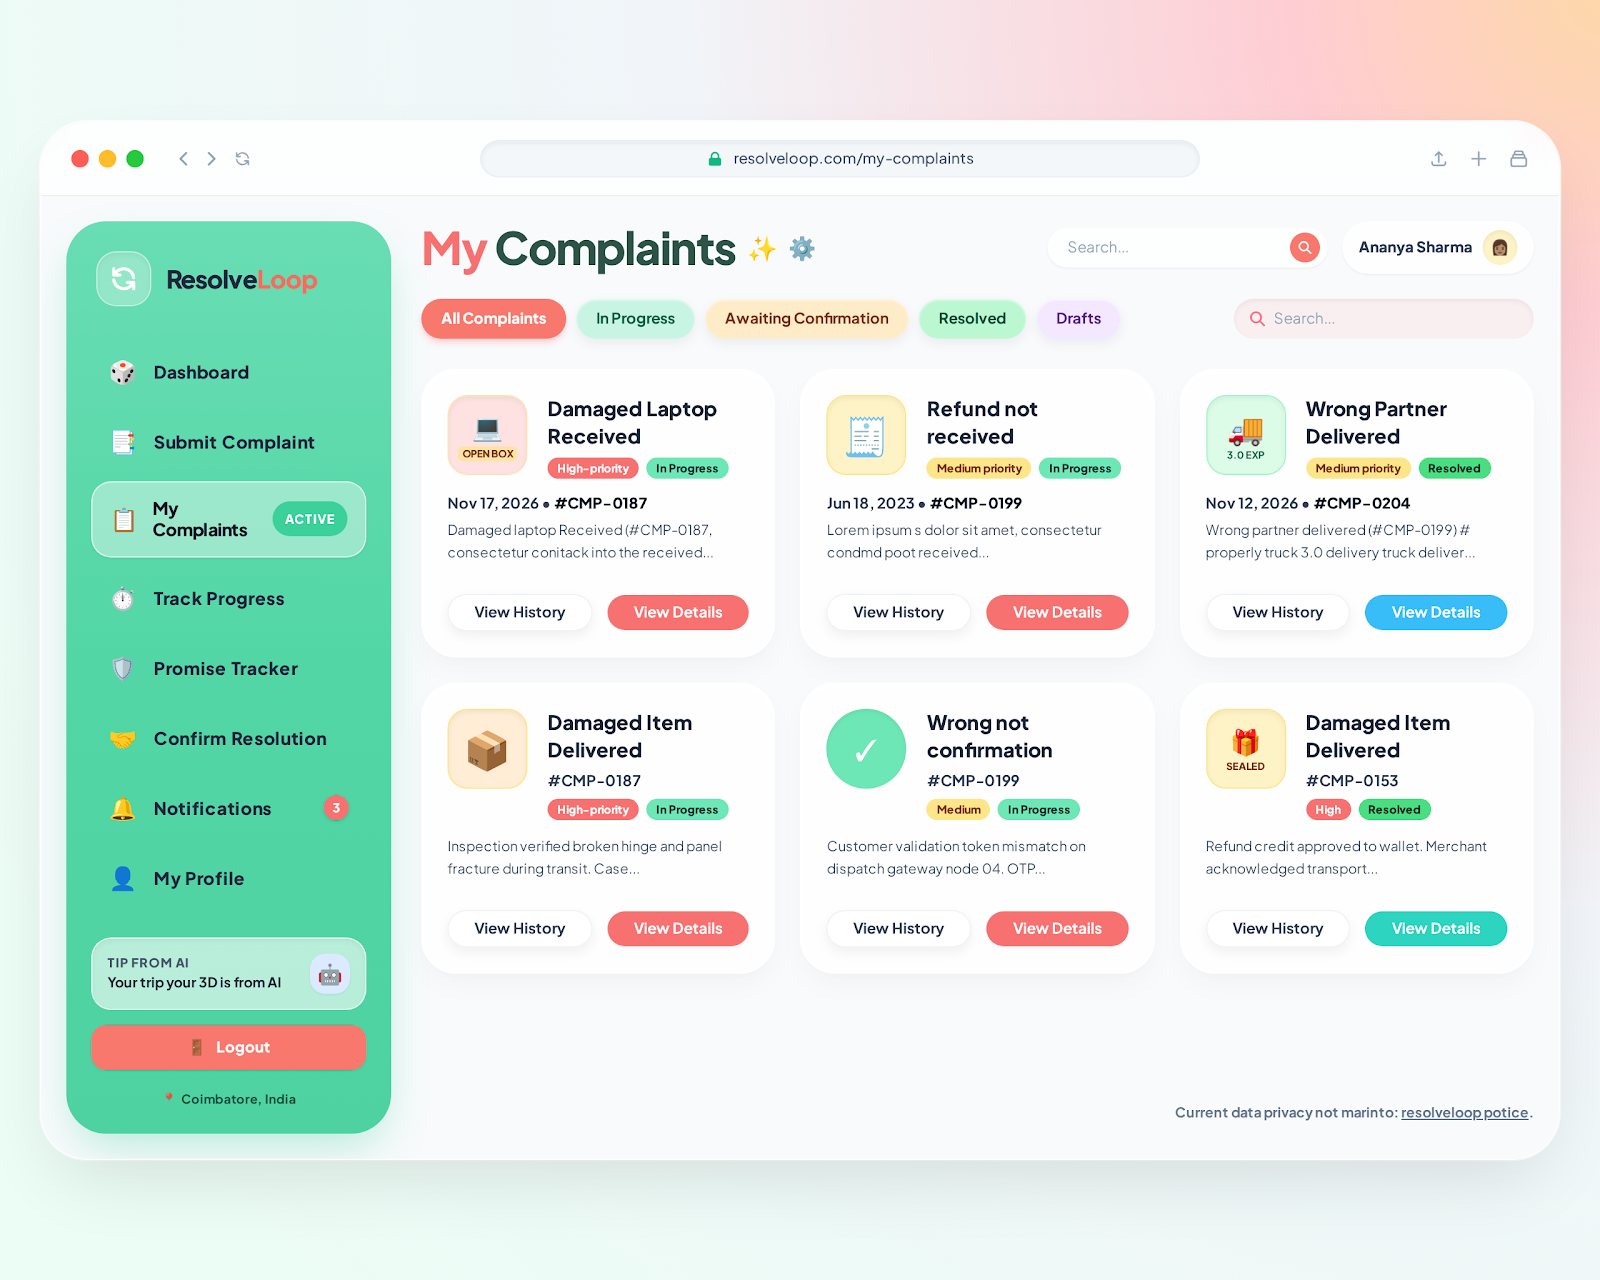 resolveloop.com/my-complaints
ResolveLoop
Dashboard
Submit Complaint
My
Complaints
ACTIVE
Track Progress
Promise Tracker
Confirm Resolution
Notifications
3
My Profile
TIP FROM AI
Your trip your 3D is from AI
Logout
Coimbatore, India
My Complaints
Search...
Ananya Sharma
All Complaints
In Progress
Awaiting Confirmation
Resolved
Drafts
Search...
OPEN BOX
Damaged Laptop
Received
High-priority
In Progress
Nov 17, 2026 • #CMP-0187
Damaged laptop Received (#CMP-0187,
consectetur conitack into the received...
View History
View Details
Refund not
received
Medium priority
In Progress
Jun 18, 2023 • #CMP-0199
Lorem ipsum s dolor sit amet, consectetur
condmd poot received...
View History
View Details
3.0 EXP
Wrong Partner
Delivered
Medium priority
Resolved
Nov 12, 2026 • #CMP-0204
Wrong partner delivered (#CMP-0199) #
properly truck 3.0 delivery truck deliver...
View History
View Details
Damaged Item
Delivered
#CMP-0187
High-priority
In Progress
Inspection verified broken hinge and panel
fracture during transit. Case...
View History
View Details
Wrong not
confirmation
#CMP-0199
Medium
In Progress
Customer validation token mismatch on
dispatch gateway node 04. OTP...
View History
View Details
SEALED
Damaged Item
Delivered
#CMP-0153
High
Resolved
Refund credit approved to wallet. Merchant
acknowledged transport...
View History
View Details
Current data privacy not marinto: resolveloop potice.